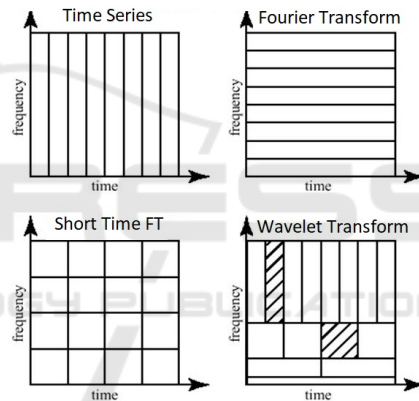 Time Series
Fourier Transform
frequency
frequency
time
time
Short Time FT
Wavelet Transform
frequency
frequency
time
time